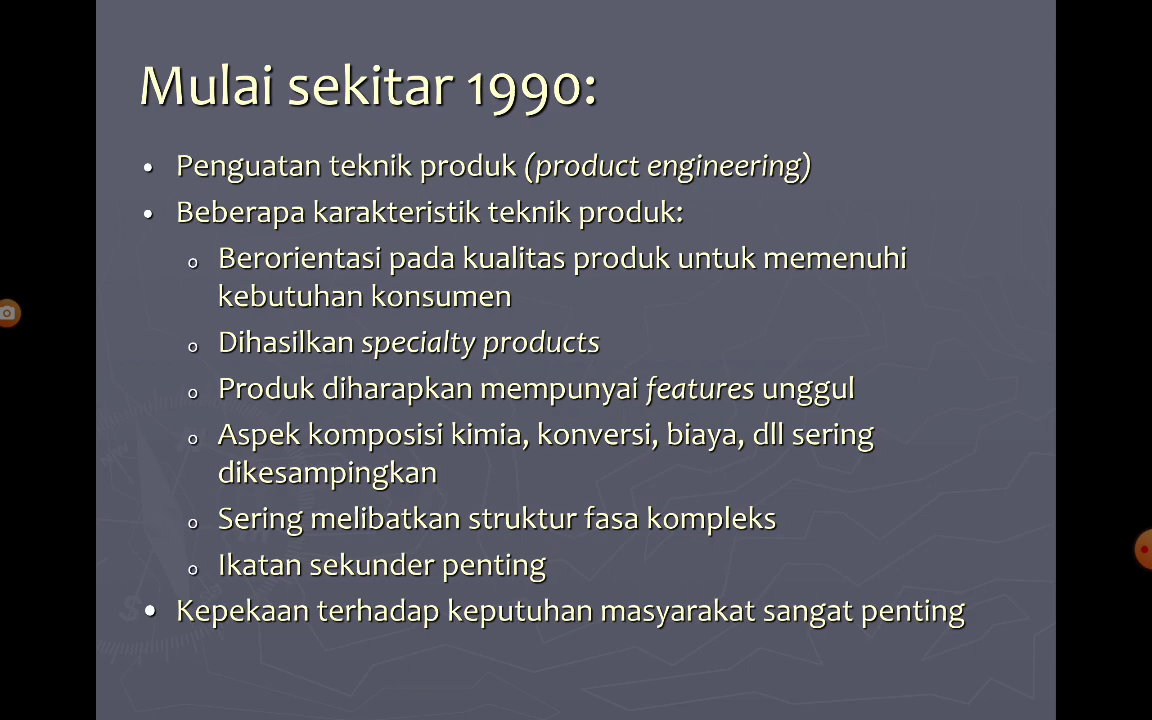 Mulai sekitar 1990:
• Penguatan teknik produk (product engineering)
• Beberapa karakteristik teknik produk:
o Berorientasi pada kualitas produk untuk memenuhi
kebutuhan konsumen
o Dihasilkan specialty products
o Produk diharapkan mempunyai features unggul
o Aspek komposisi kimia, konversi, biaya, dll sering
dikesampingkan
o Sering melibatkan struktur fasa kompleks
o Ikatan sekunder penting
• Kepekaan terhadap keputuhan masyarakat sangat penting